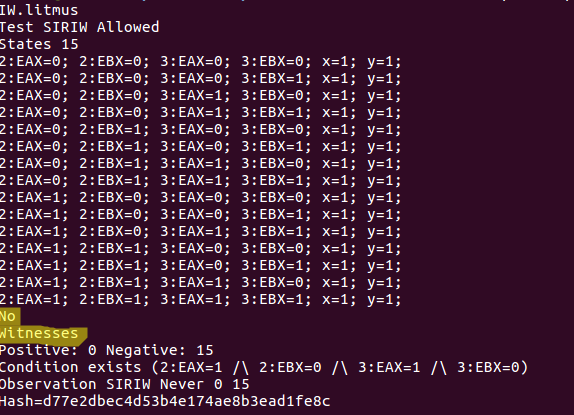 IW.litmus
Test SIRIW Allowed
States 15
2:EAX=0; 2:EBX=0; 3:EAX=0; 3:EBX=0; x=1; y=1;
2:EAX=0; 2:EBX=0; 3:EAX=0; 3:EBX=1; x=1; y=1;
2:EAX=0; 2:EBX=0; 3:EAX=1; 3:EBX=0; x=1; y=1;
2:EAX=0; 2:EBX=0; 3:EAX=1; 3:EBX=1; x=1; y=1;
2:EAX=0; 2:EBX=1; 3:EAX=0; 3:EBX=0; x=1; y=1;
2:EAX=0; 2:EBX=1; 3:EAX=0; 3:EBX=1; x=1; y=1;
2:EAX=0; 2:EBX=1; 3:EAX=1; 3:EBX=0; x=1; y=1;
2:EAX=0; 2:EBX=1; 3:EAX=1; 3:EBX=1; x=1; y=1;
2:EAX=1; 2:EBX=0; 3:EAX=0; 3:EBX=0; x=1; y=1;
2:EAX=1; 2:EBX=0; 3:EAX=0; 3:EBX=1; x=1; y=1;
2:EAX=1; 2:EBX=0; 3:EAX=1; 3:EBX=1; x=1; y=1;
2:EAX=1; 2:EBX=1; 3:EAX=0; 3:EBX=0; x=1; y=1;
2:EAX=1; 2:EBX=1; 3:EAX=0; 3:EBX=1; x=1; y=1;
2:EAX=1; 2:EBX=1; 3:EAX=1; 3:EBX=0; x=1; y=1;
2:EAX=1; 2:EBX=1; 3:EAX=1; 3:EBX=1; x=1; y=1;
No
Witnesses
Positive: 0 Negative: 15
Condition exists (2:EAX=1 /\ 2:EBX=0 /\ 3:EAX=1 /\ 3:EBX=0)
Observation SIRIW Never 0 15
Hash=d77e2dbec4d53b4e174ae8b3ead1fe8c